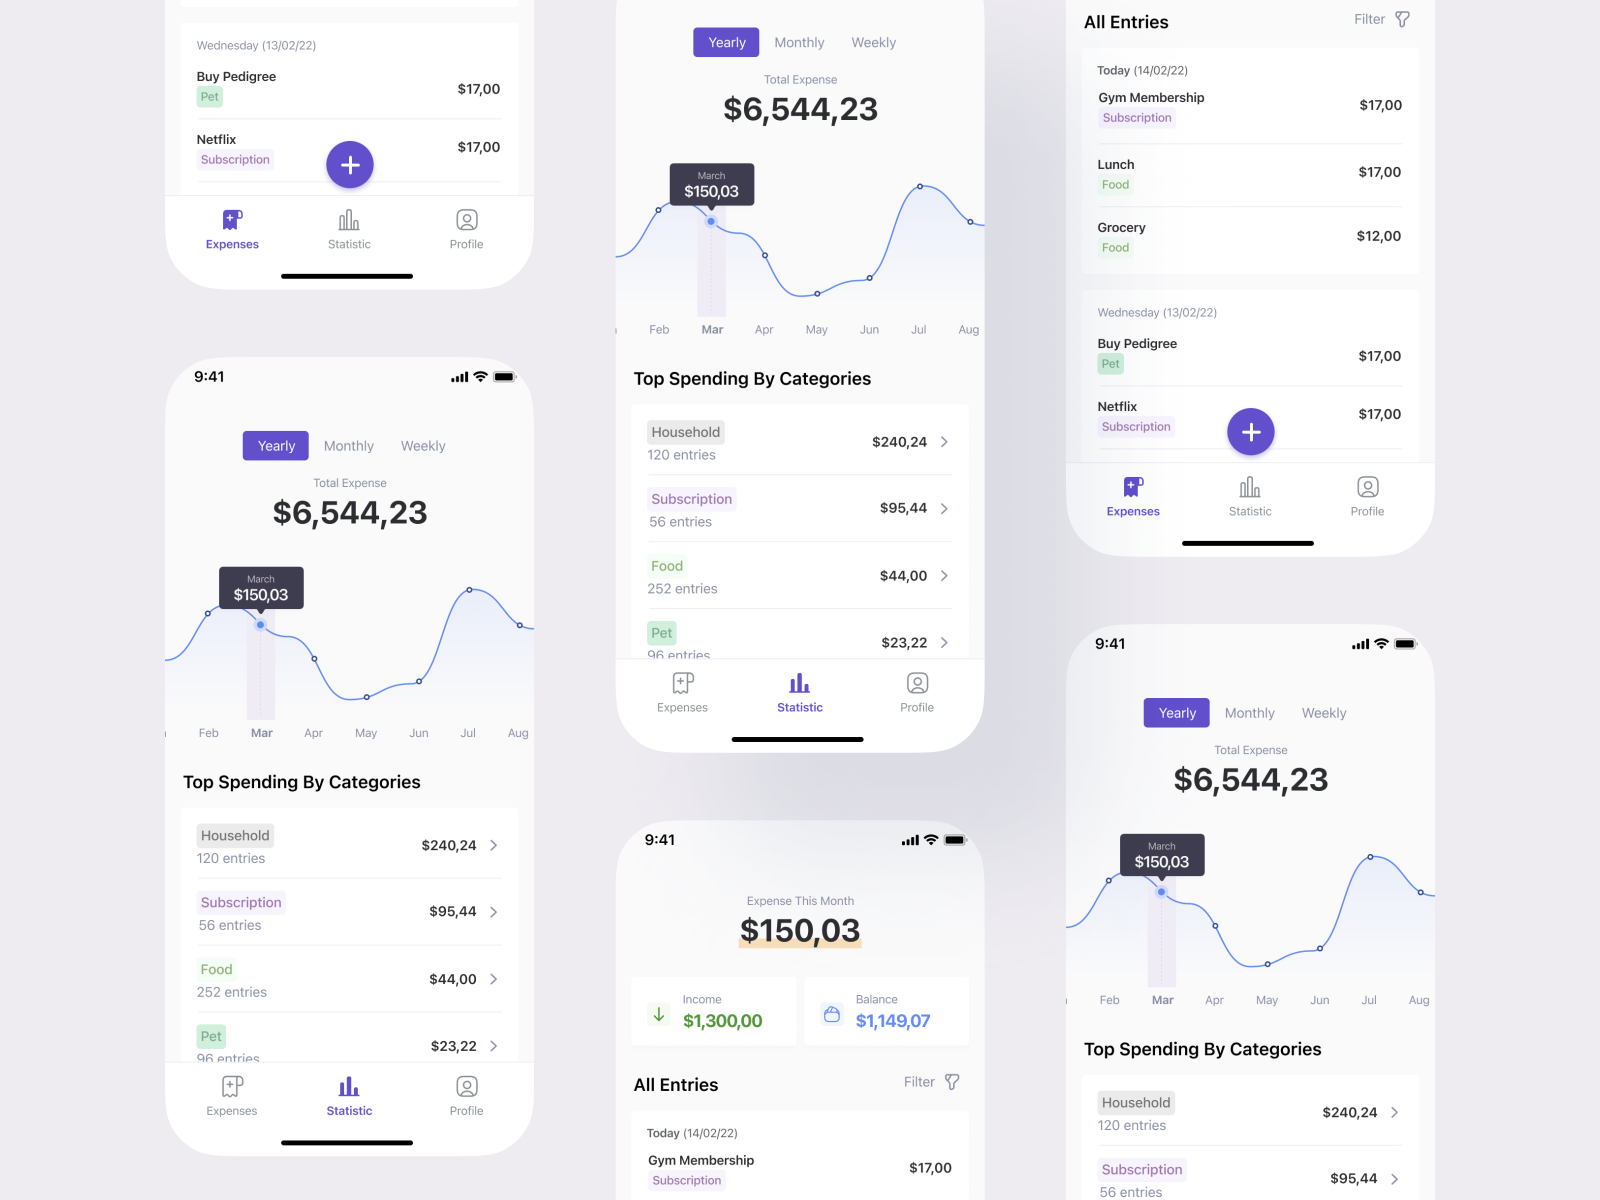 Wednesday (13/02/22)
Buy Pedigree
Pet
$17,00
Netflix
Subscription
$17,00
Expenses
Statistic
Profile
9:41
Yearly
Monthly
Weekly
Total Expense
$6,544,23
March
$150,03
Feb
Mar
Apr
May
Jun
Jul
Aug
Top Spending By Categories
Household
120 entries
$240,24
Subscription
56 entries
$95,44
Food
252 entries
$44,00
Pet
96 entries
$23,22
Expenses
Statistic
Profile
Yearly
Monthly
Weekly
Total Expense
$6,544,23
March
$150,03
Feb
Mar
Apr
May
Jun
Jul
Aug
Top Spending By Categories
Household
120 entries
$240,24
Subscription
56 entries
$95,44
Food
252 entries
$44,00
Pet
96 entries
$23,22
Expenses
Statistic
Profile
9:41
Expense This Month
$150,03
Income
$1,300,00
Balance
$1,149,07
All Entries
Filter
Today (14/02/22)
Gym Membership
Subscription
$17,00
All Entries
Filter
Today (14/02/22)
Gym Membership
Subscription
$17,00
Lunch
Food
$17,00
Grocery
Food
$12,00
Wednesday (13/02/22)
Buy Pedigree
Pet
$17,00
Netflix
Subscription
$17,00
Expenses
Statistic
Profile
9:41
Yearly
Monthly
Weekly
Total Expense
$6,544,23
March
$150,03
Feb
Mar
Apr
May
Jun
Jul
Aug
Top Spending By Categories
Household
120 entries
$240,24
Subscription
56 entries
$95,44